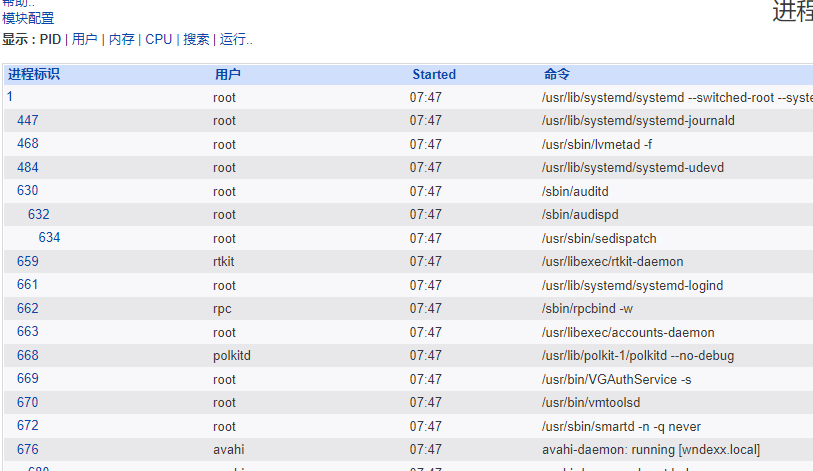 帮助..
模块配置
进程
显示 : PID | 用户 | 内存 | CPU | 搜索 | 运行..
进程标识 用户 Started 命令
1 root 07:47 /usr/lib/systemd/systemd --switched-root --syste
447 root 07:47 /usr/lib/systemd/systemd-journald
468 root 07:47 /usr/sbin/lvmetad -f
484 root 07:47 /usr/lib/systemd/systemd-udevd
630 root 07:47 /sbin/auditd
632 root 07:47 /sbin/audispd
634 root 07:47 /usr/sbin/sedispatch
659 rtkit 07:47 /usr/libexec/rtkit-daemon
661 root 07:47 /usr/lib/systemd/systemd-logind
662 rpc 07:47 /sbin/rpcbind -w
663 root 07:47 /usr/libexec/accounts-daemon
668 polkitd 07:47 /usr/lib/polkit-1/polkitd --no-debug
669 root 07:47 /usr/bin/VGAuthService -s
670 root 07:47 /usr/bin/vmtoolsd
672 root 07:47 /usr/sbin/smartd -n -q never
676 avahi 07:47 avahi-daemon: running [wndexx.local]